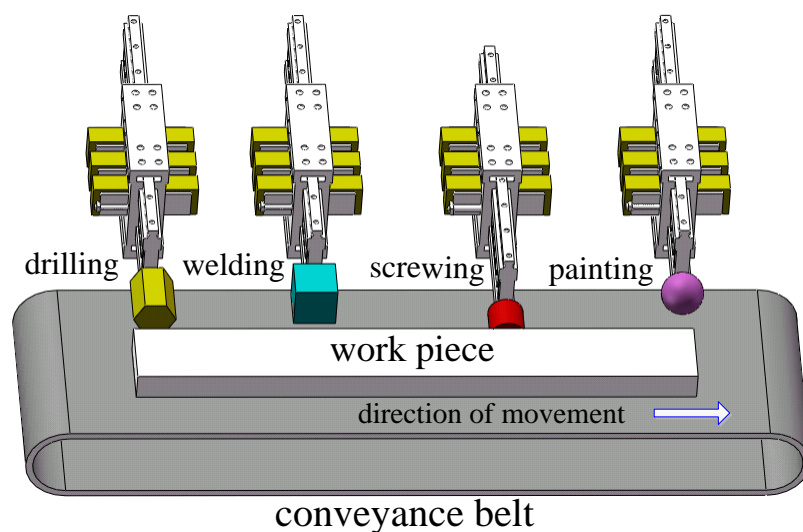 drilling
welding
screwing
painting
work piece
direction of movement
conveyance belt